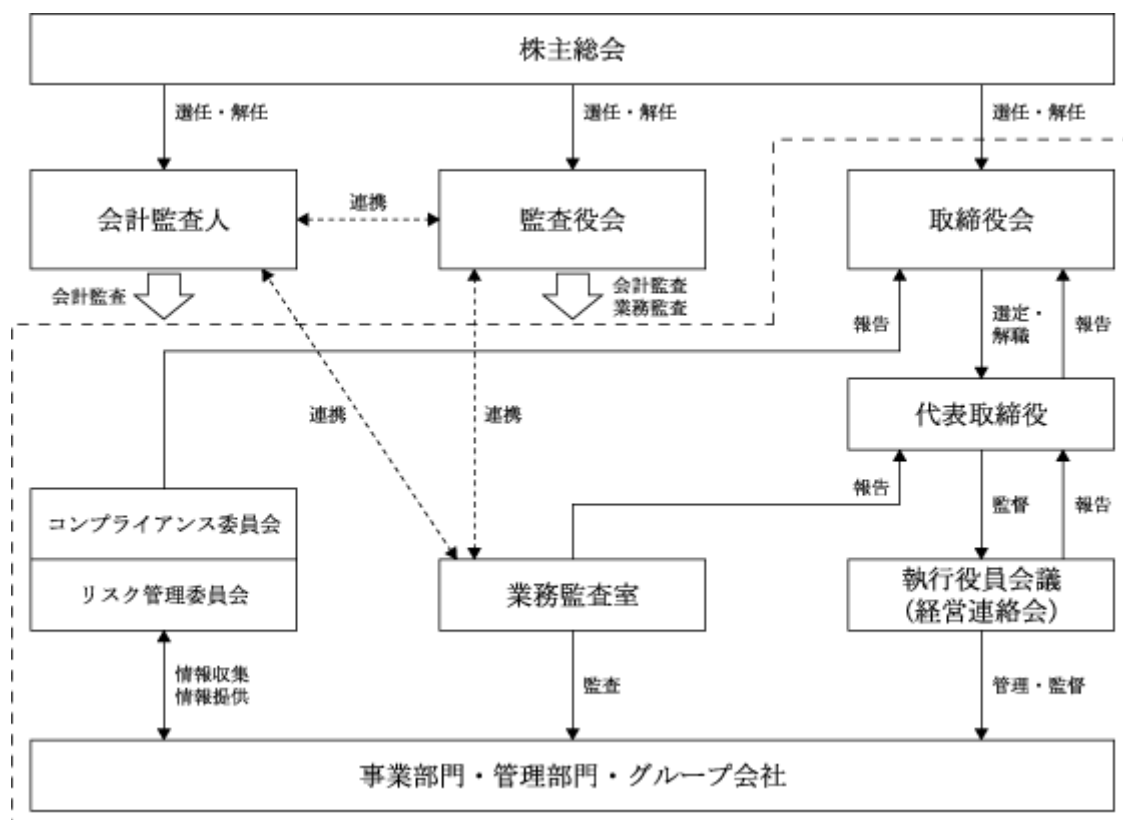 株主総会
選任・解任
選任・解任
選任・解任
会計監査人
連携
監査役会
取締役会
会計監査
会計監査
業務監査
報告
選定・
解職
報告
連携
連携
代表取締役
報告
監督
報告
コンプライアンス委員会
リスク管理委員会
業務監査室
執行役員会議
(経営連絡会)
情報収集
情報提供
監査
管理・監督
事業部門・管理部門・グループ会社